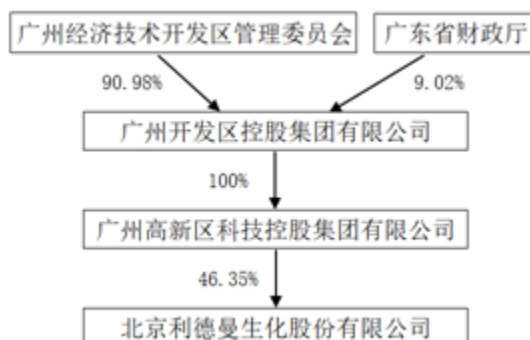 广州经济技术开发区管理委员会
广东省财政厅
90.98%
9.02%
广州开发区控股集团有限公司
100%
广州高新区科技控股集团有限公司
46.35%
北京利德曼生化股份有限公司